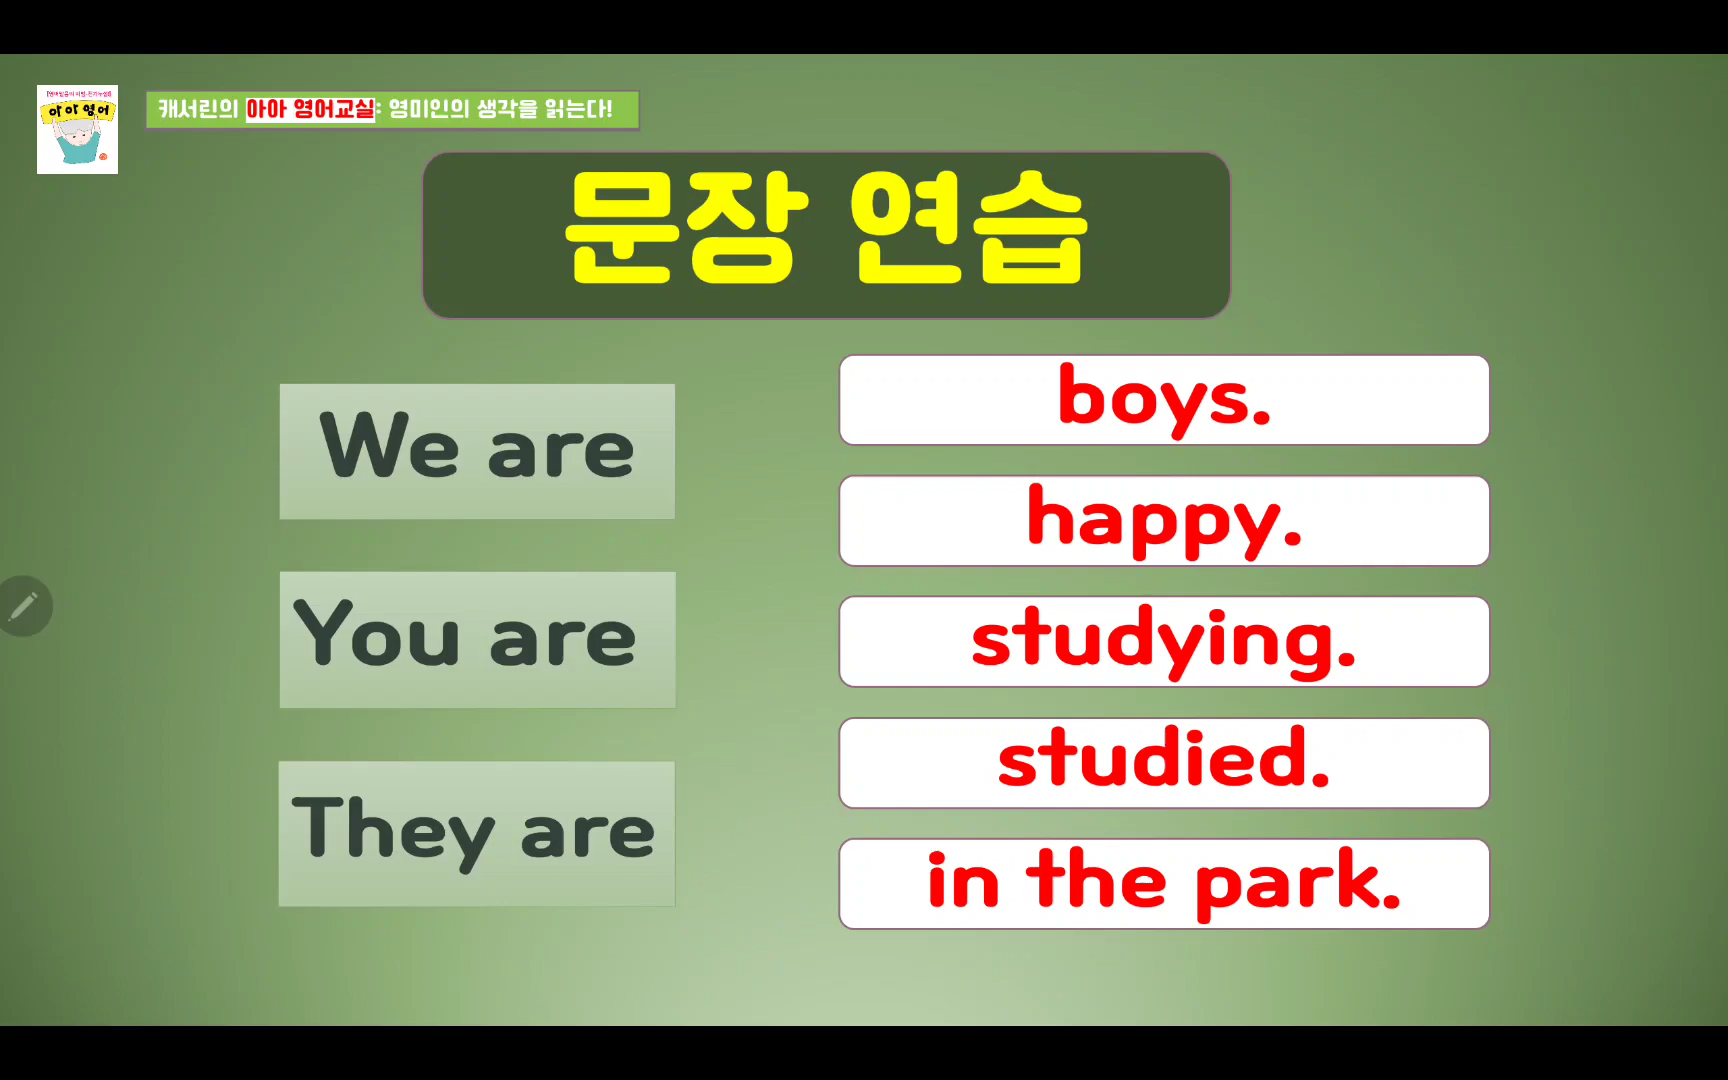 캐서린의 아아 영어교실: 영미인의 생각을 읽는다!
아아 영어
문장 연습
We are
You are
They are
boys.
happy.
studying.
studied.
in the park.